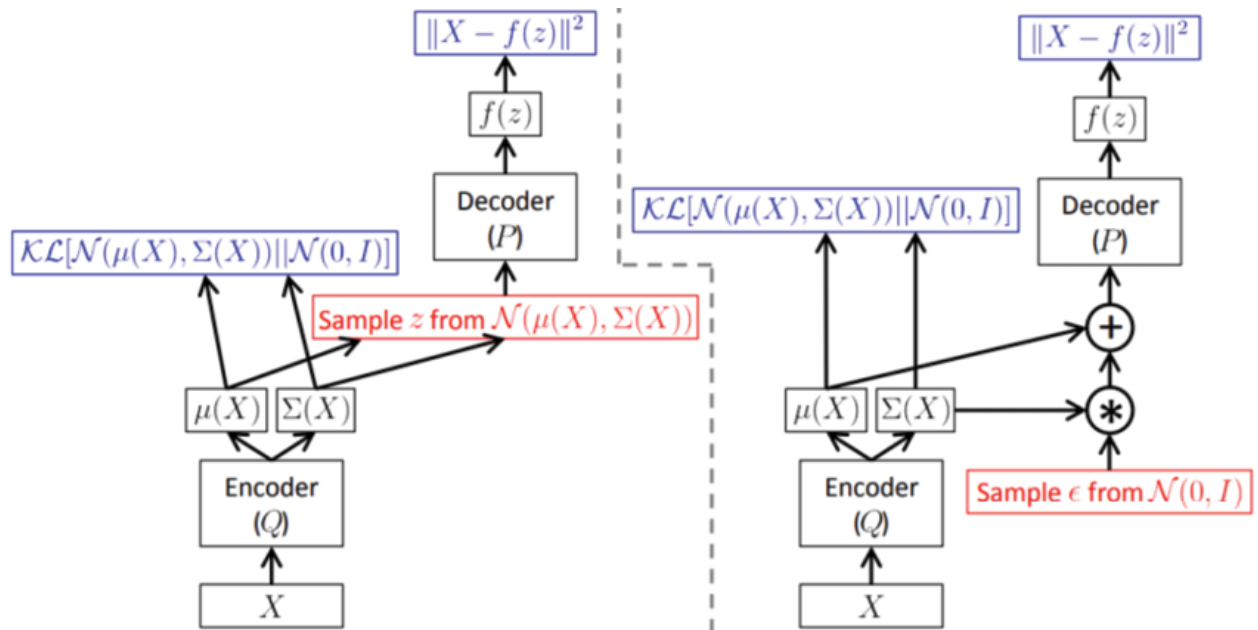 ‖X − f(z)‖²
f(z)
Decoder
(P)
𝒦ℒ[𝒩(μ(X), Σ(X))||𝒩(0, I)]
Sample z from 𝒩(μ(X), Σ(X))
μ(X)
Σ(X)
Encoder
(Q)
X
‖X − f(z)‖²
f(z)
Decoder
(P)
𝒦ℒ[𝒩(μ(X), Σ(X))||𝒩(0, I)]
+
μ(X)
Σ(X)
*
Encoder
(Q)
Sample ϵ from 𝒩(0, I)
X